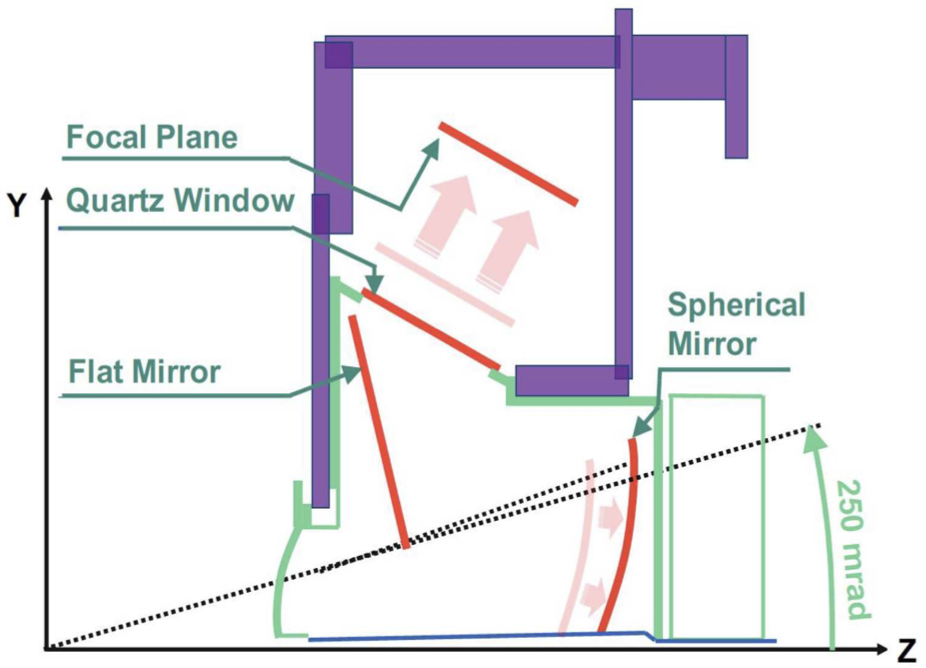 Focal Plane
Y
Quartz Window
Spherical
Mirror
Flat Mirror
250 mrad
Z